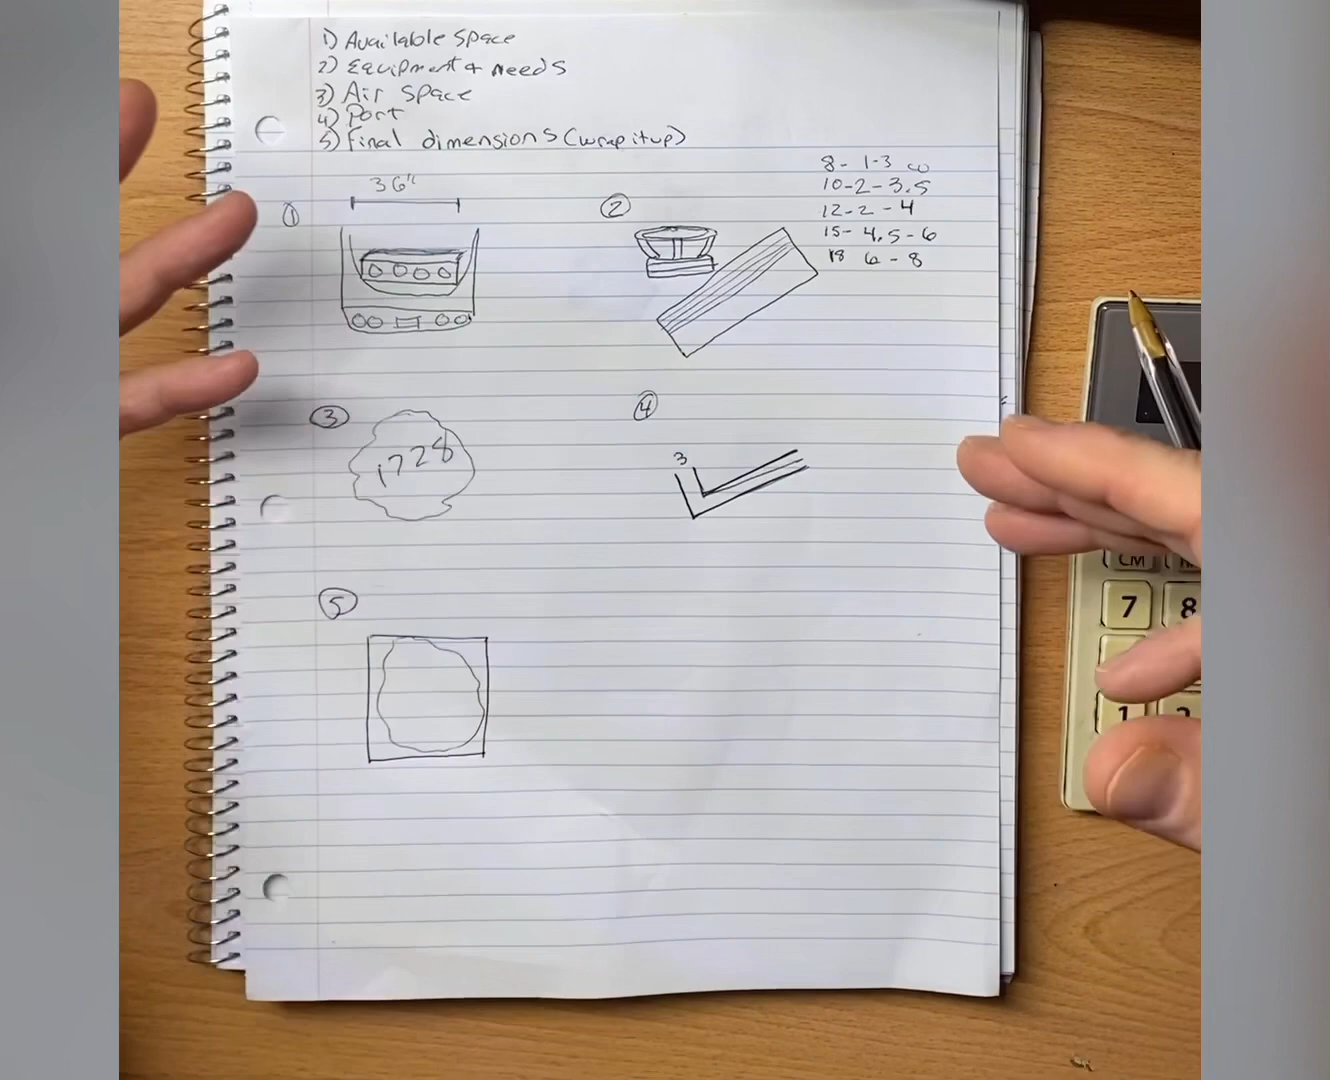 1) Available Space
2) Equipment & needs
3) Air Space
4) Port
5) Final dimensions (wrap it up)
8- 1-3
10-2-3.5
12-2-4
15- 4.5-6
18 6-8
36"
①
②
③
1728
④
3
⑤
CM
7 8
1